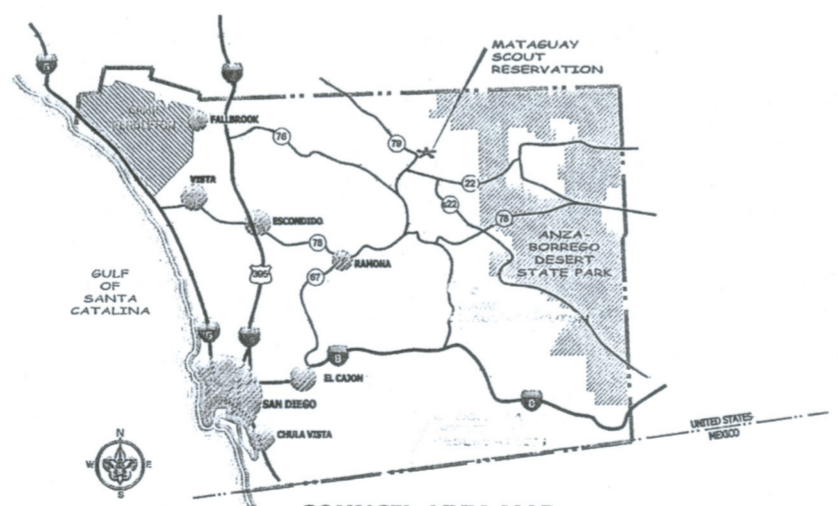 MATAGUAY
SCOUT
RESERVATION
5
FALLBROOK
76
79
VISTA
22
S22
ESCONDIDO
78
78
ANZA-
BORREGO
DESERT
STATE PARK
RAMONA
67
395
GULF
OF
SANTA
CATALINA
8
EL CAJON
SAN DIEGO
8
CHULA VISTA
UNITED STATES
MEXICO
N
W E
S